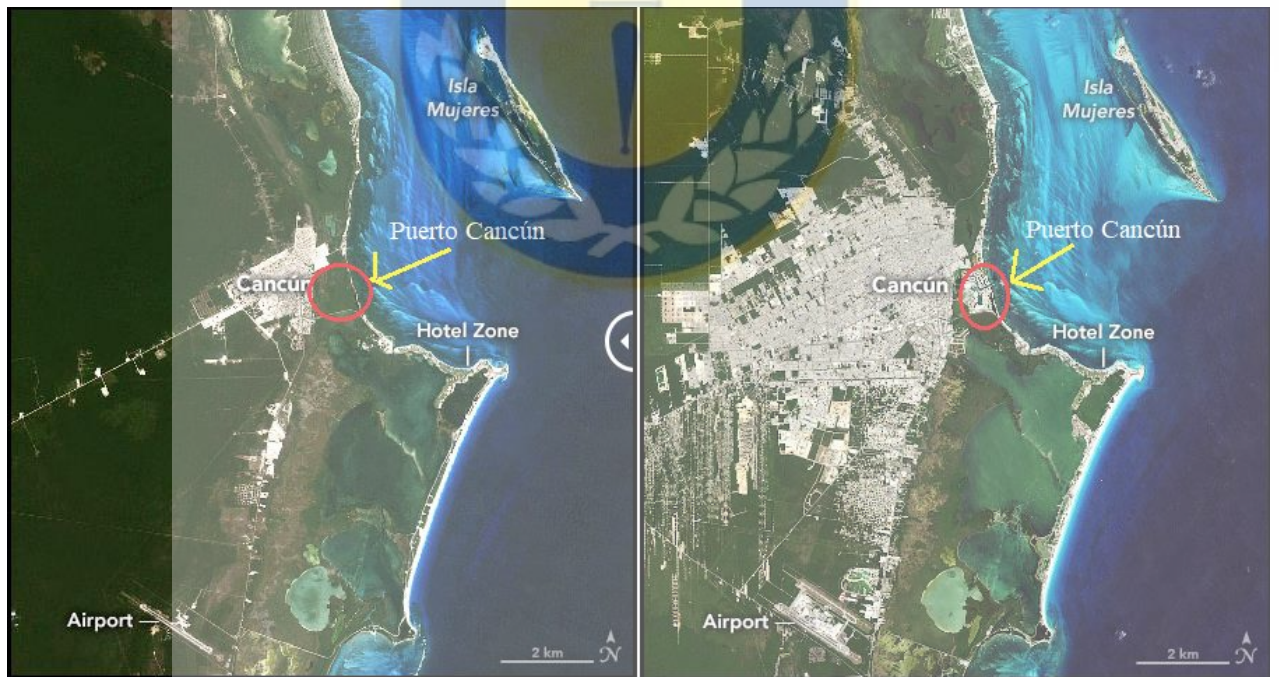 Isla
Mujeres
Puerto Cancún
Cancún
Hotel Zone
Airport
2 km
N
Isla
Mujeres
Puerto Cancún
Cancún
Hotel Zone
Airport
2 km
N